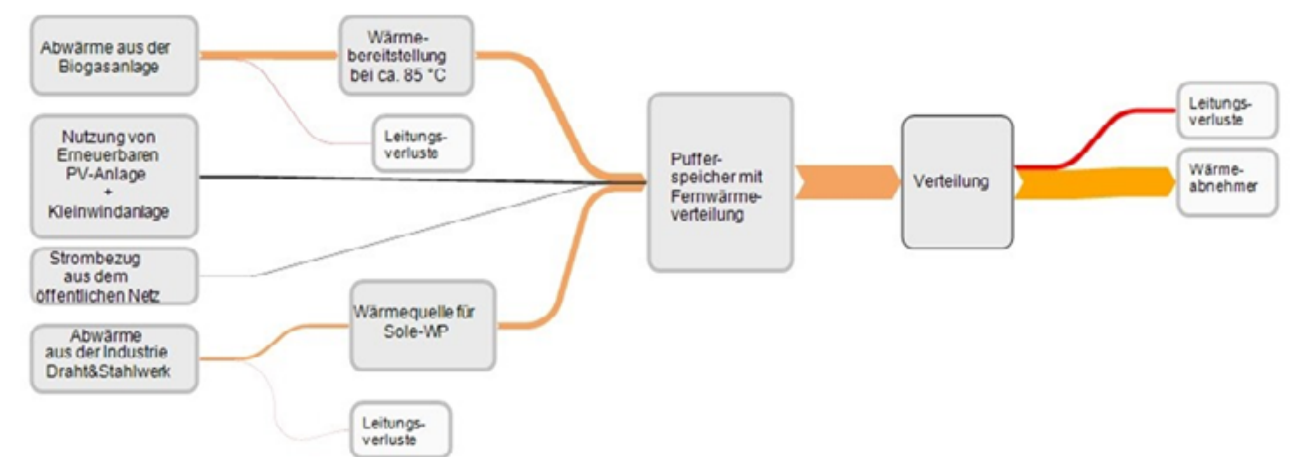 Abwärme aus der
Biogasanlage
Wärme-
bereitstellung
bei ca. 85 °C
Leitungs-
verluste
Nutzung von
Erneuerbaren
PV-Anlage
+
Kleinwindanlage
Strombezug
aus dem
öffentlichen Netz
Abwärme
aus der Industrie
Draht&Stahlwerk
Wärmequelle für
Sole-WP
Leitungs-
verluste
Puffer-
speicher mit
Fernwärme-
verteilung
Verteilung
Leitungs-
verluste
Wärme-
abnehmer